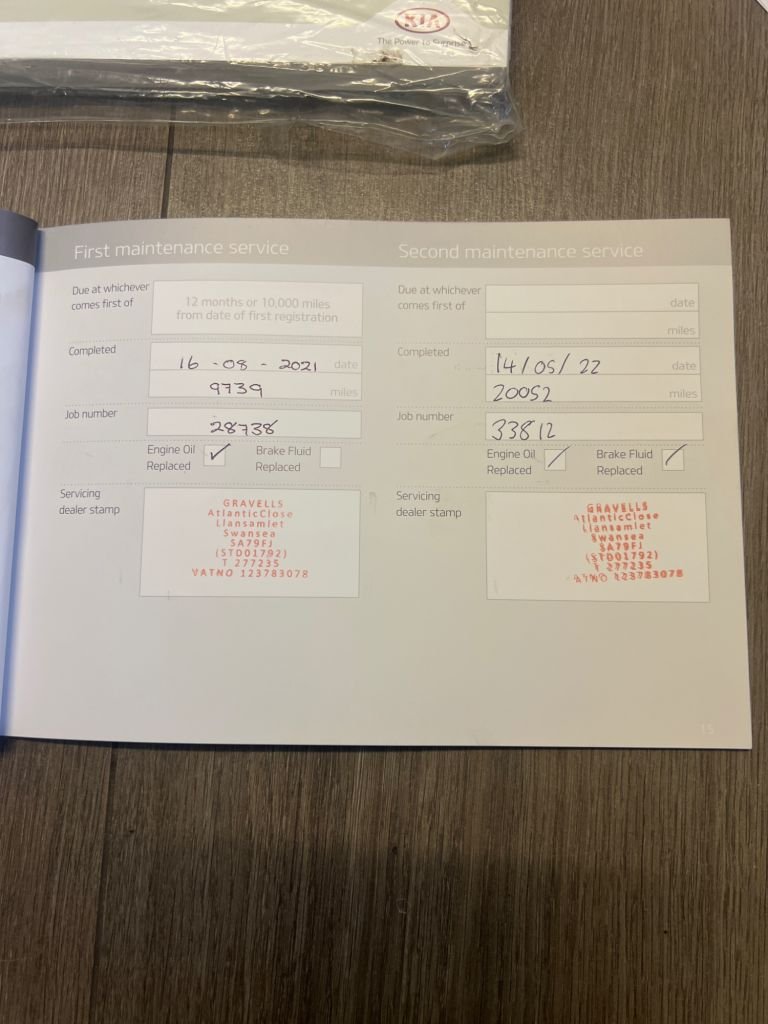 KIA
The Power to Surprise
First maintenance service
Due at whichever
comes first of
12 months or 10,000 miles
from date of first registration
Completed
16 - 08 - 2021 date
9739 miles
Job number
28738
Engine Oil
Replaced
Brake Fluid
Replaced
Servicing
dealer stamp
GRAVELLS
AtlanticClose
Llansamlet
Swansea
SA79FJ
(STD01792)
T 277235
VATNO 123783078
Second maintenance service
Due at whichever
comes first of
date
miles
Completed
14/05/22 date
20052 miles
Job number
33812
Engine Oil
Replaced
Brake Fluid
Replaced
Servicing
dealer stamp
GRAVELLS
AtlanticClose
Llansamlet
Swansea
SA79FJ
(STD01792)
T 277235
VATNO 123783078
15